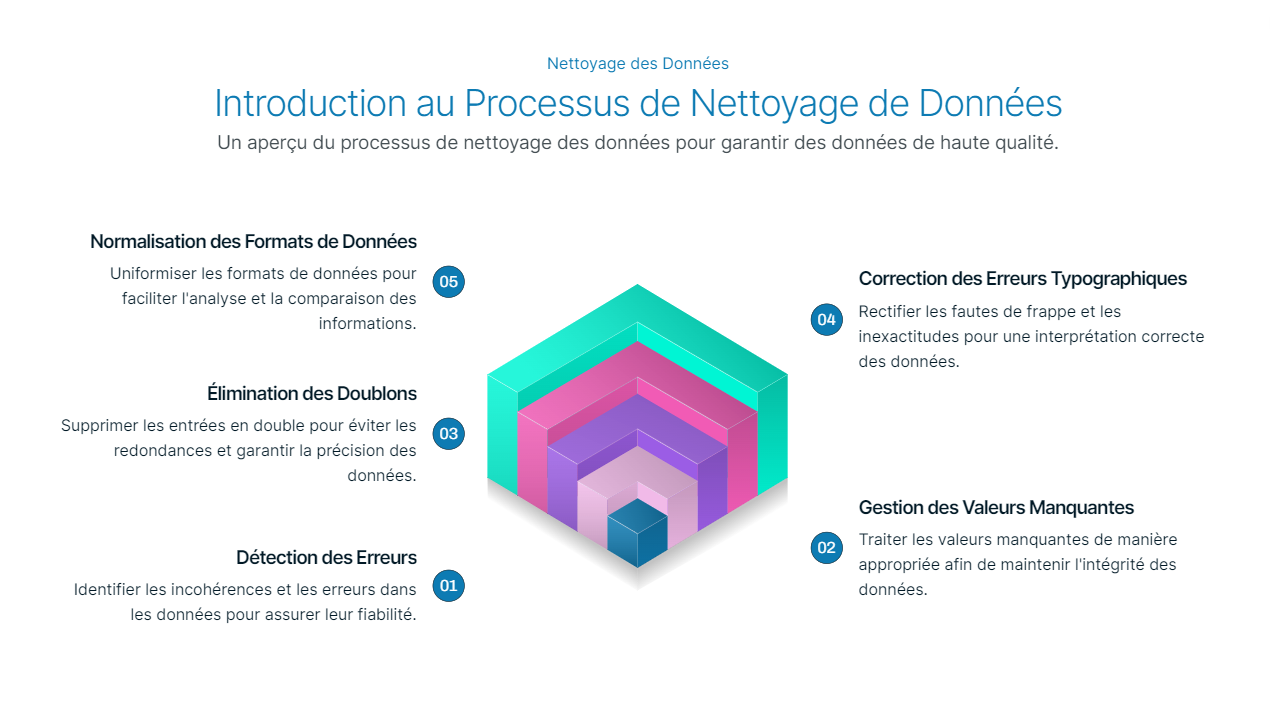 Nettoyage des Données
Introduction au Processus de Nettoyage de Données
Un aperçu du processus de nettoyage des données pour garantir des données de haute qualité.
Normalisation des Formats de Données
Uniformiser les formats de données pour
faciliter l'analyse et la comparaison des
informations.
05
Élimination des Doublons
Supprimer les entrées en double pour éviter les
redondances et garantir la précision des
données.
03
Détection des Erreurs
Identifier les incohérences et les erreurs dans
les données pour assurer leur fiabilité.
01
Correction des Erreurs Typographiques
04
Rectifier les fautes de frappe et les
inexactitudes pour une interprétation correcte
des données.
Gestion des Valeurs Manquantes
02
Traiter les valeurs manquantes de manière
appropriée afin de maintenir l'intégrité des
données.